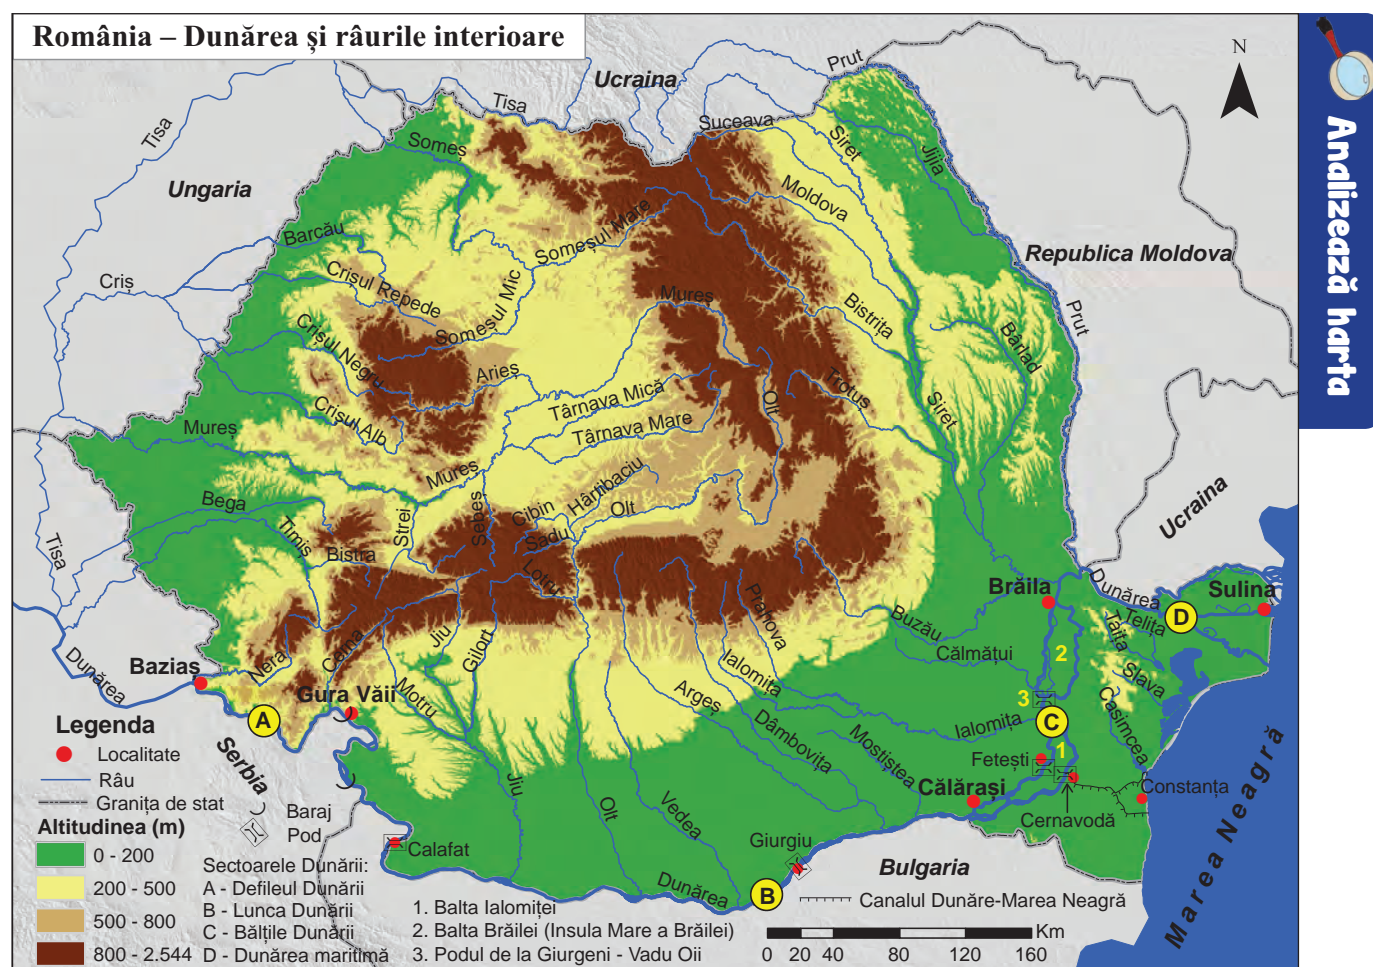 România – Dunărea și râurile interioare
N
Analizează harta
Ucraina
Prut
Tisa
Tisa
Suceava
Siret
Jijia
Someș
Ungaria
Moldova
Someșul Mare
Barcău
Republica Moldova
Criș
Crișul Repede
Someșul Mic
Mureș
Bistrița
Prut
Bârlad
Crișul Negru
Arieș
Târnava Mică
Olt
Trotuș
Siret
Crișul Alb
Mureș
Târnava Mare
Mureș
Hârtibaciu
Bega
Sebeș
Cibin
Olt
Ucraina
Strei
Timiș
Sadu
Tisa
Bistra
Lotru
Brăila
Dunărea
Sulina
D
Prahova
Telița
Taița
Buzău
Călmățui
2
Jiu
Gilort
Cerna
Nera
Baziaș
Dunărea
Ialomița
Slava
Gura Văii
Motru
Argeș
3
Casimcea
A
C
Ialomița
Dâmbovița
Mostiștea
1
Fetești
Serbia
Jiu
Olt
Vedea
Călărași
Constanța
Cernavodă
Marea Neagră
Calafat
Giurgiu
Bulgaria
Dunărea
B
Legenda
Localitate
Râu
Granița de stat
Baraj
Pod
Altitudinea (m)
0 - 200
200 - 500
500 - 800
800 - 2.544
Sectoarele Dunării:
A - Defileul Dunării
B - Lunca Dunării
C - Bălțile Dunării
D - Dunărea maritimă
1. Balta Ialomiței
2. Balta Brăilei (Insula Mare a Brăilei)
3. Podul de la Giurgeni - Vadu Oii
Canalul Dunăre-Marea Neagră
Km
0 20 40 80 120 160